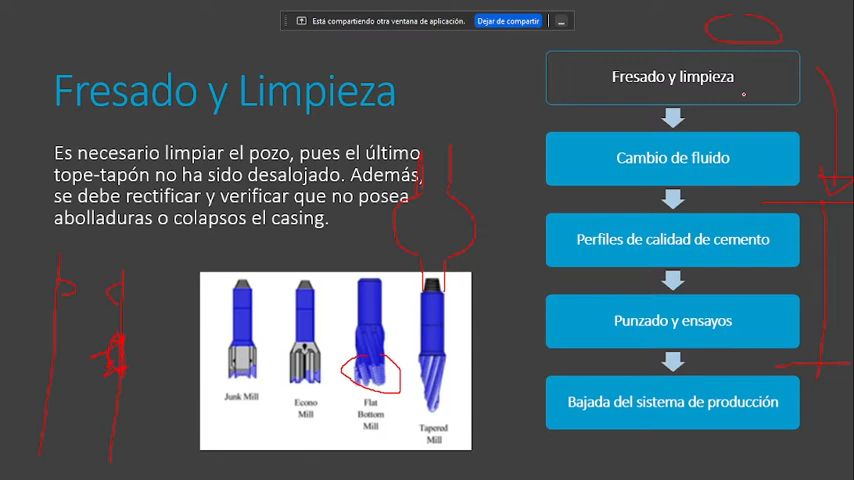 Está compartiendo otra ventana de aplicación.
Dejar de compartir
Fresado y Limpieza
Es necesario limpiar el pozo, pues el último
tope-tapón no ha sido desalojado. Además,
se debe rectificar y verificar que no posea
abolladuras o colapsos el casing.
Junk Mill
Econo
Mill
Flat
Bottom
Mill
Tapered
Mill
Fresado y limpieza
Cambio de fluido
Perfiles de calidad de cemento
Punzado y ensayos
Bajada del sistema de producción